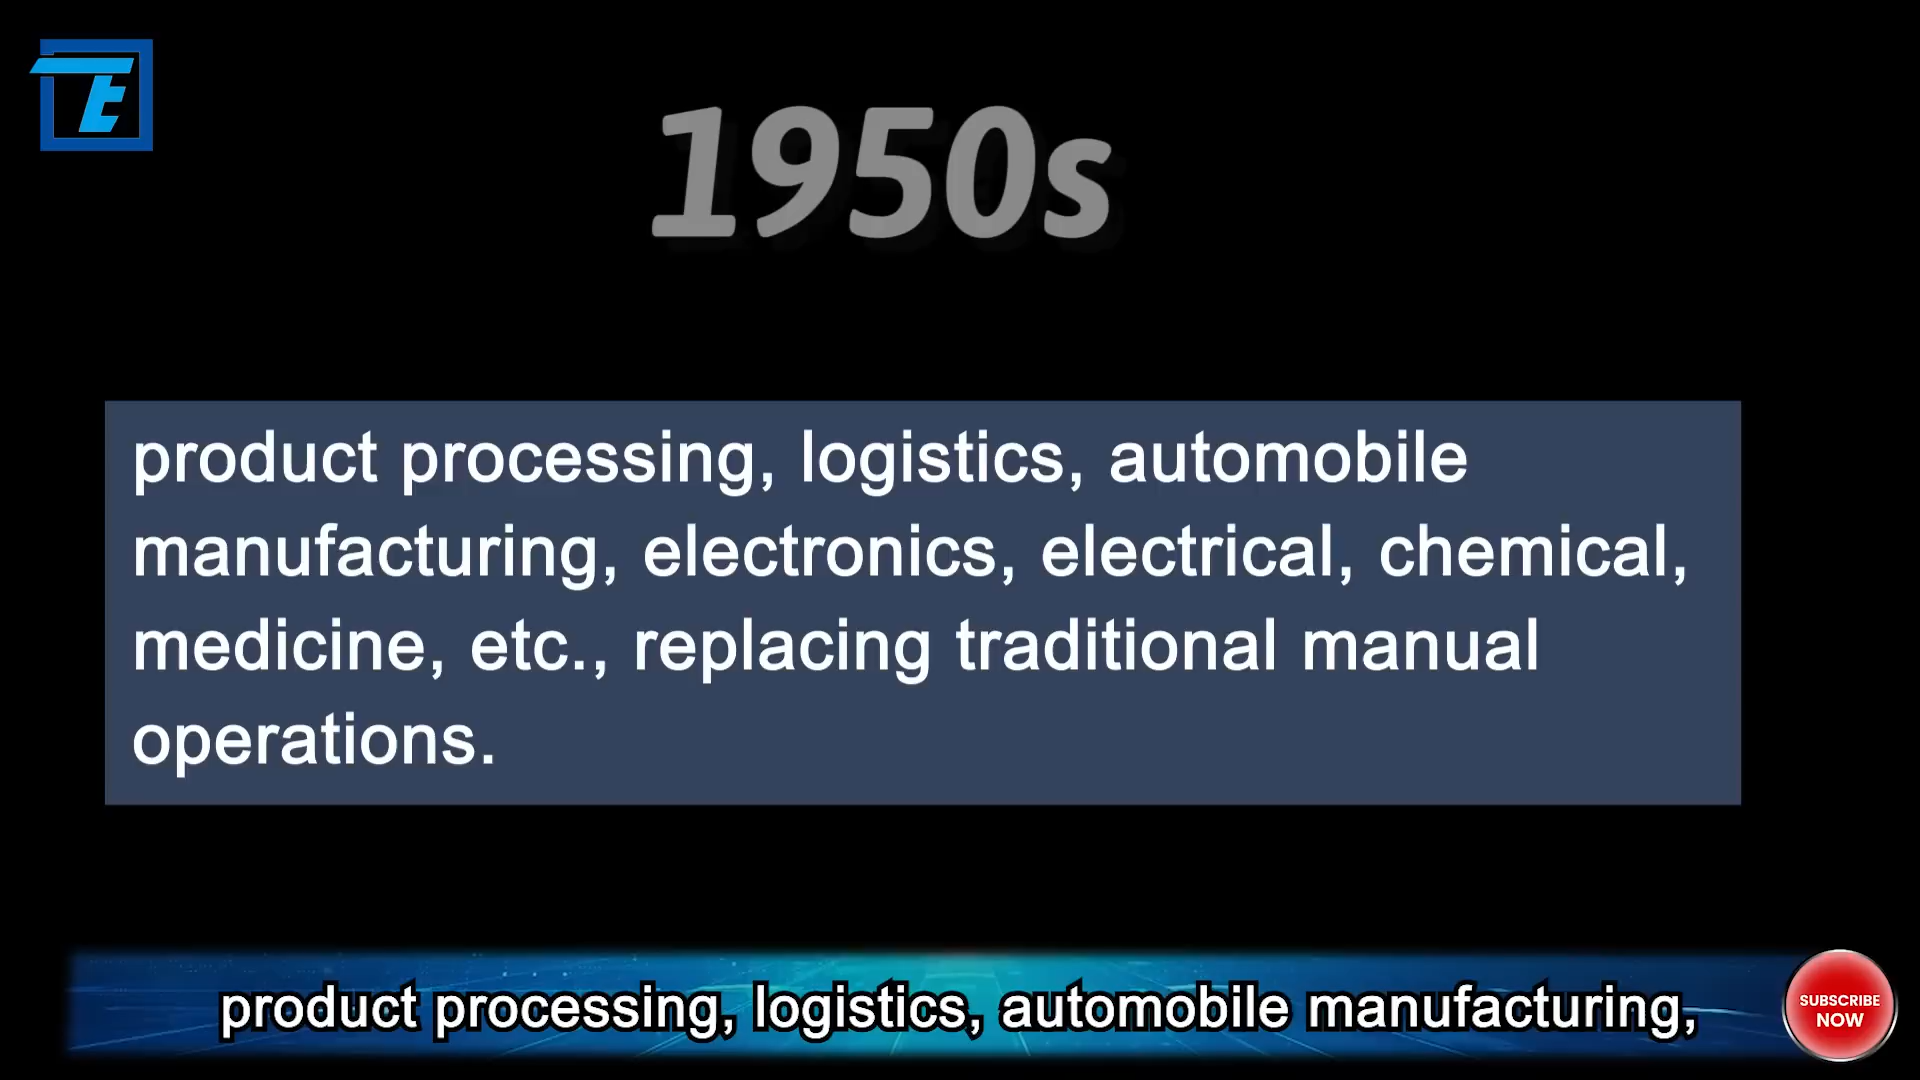 TE
1950s
product processing, logistics, automobile
manufacturing, electronics, electrical, chemical,
medicine, etc., replacing traditional manual
operations.
product processing, logistics, automobile manufacturing,
SUBSCRIBE
NOW